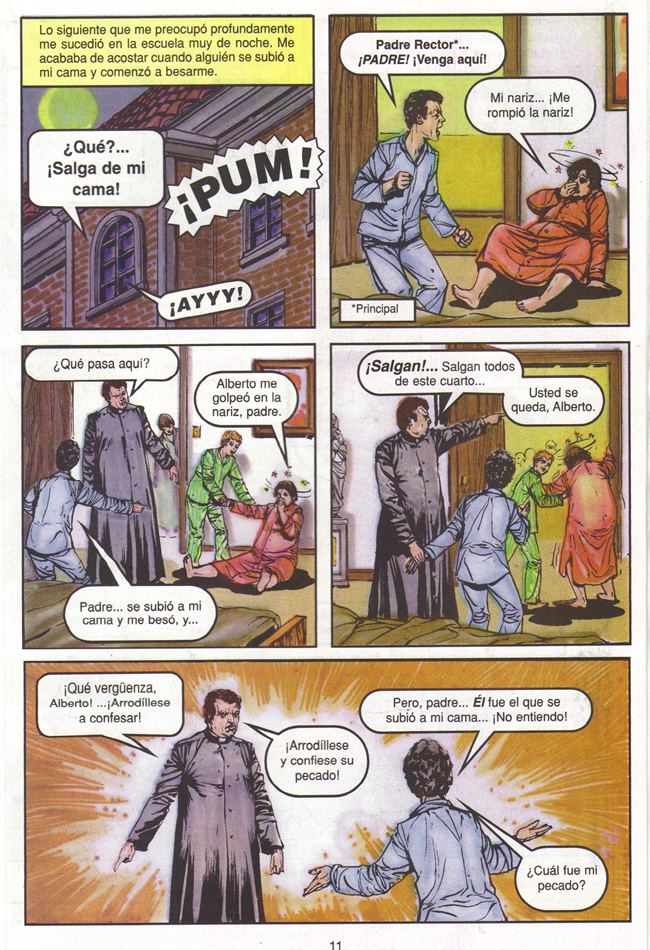 Lo siguiente que me preocupó profundamente
me sucedió en la escuela muy de noche. Me
acababa de acostar cuando alguién se subió a
mi cama y comenzó a besarme.
¿Qué?...
¡Salga de mi
cama!
¡PUM!
¡AYYY!
Padre Rector*...
¡PADRE! ¡Venga aquí!
Mi nariz... ¡Me
rompió la nariz!
*Principal
¿Qué pasa aquí?
Alberto me
golpeó en la
nariz, padre.
Padre... se subió a mi
cama y me besó, y...
¡Salgan!... Salgan todos
de este cuarto...
Usted se
queda, Alberto.
¡Qué vergüenza,
Alberto! ...¡Arrodíllese
a confesar!
¡Arrodíllese
y confiese su
pecado!
Pero, padre... Él fue el que se
subió a mi cama... ¡No entiendo!
¿Cuál fue mi
pecado?
11